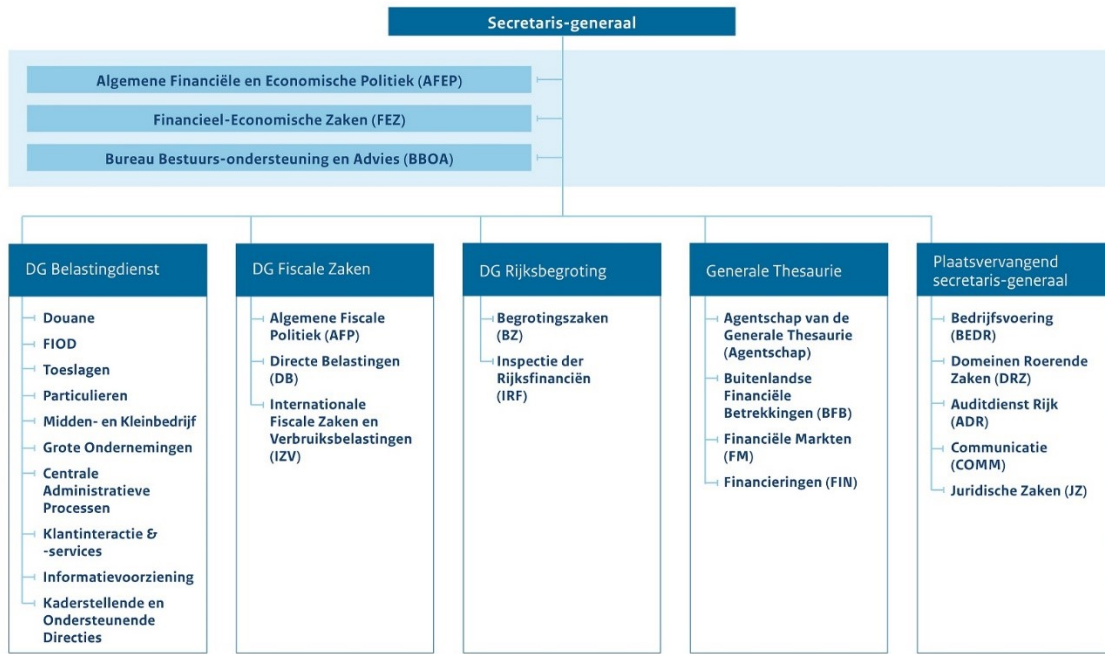 Secretaris-generaal
Algemene Financiële en Economische Politiek (AFEP)
Financieel-Economische Zaken (FEZ)
Bureau Bestuurs-ondersteuning en Advies (BBOA)
DG Belastingdienst
Douane
FIOD
Toeslagen
Particulieren
Midden- en Kleinbedrijf
Grote Ondernemingen
Centrale
Administratieve
Processen
Klantinteractie &
-services
Informatievoorziening
Kaderstellende en
Ondersteunende
Directies
DG Fiscale Zaken
Algemene Fiscale
Politiek (AFP)
Directe Belastingen
(DB)
Internationale
Fiscale Zaken en
Verbruiksbelastingen
(IZV)
DG Rijksbegroting
Begrotingszaken
(BZ)
Inspectie der
Rijksfinanciën
(IRF)
Generale Thesaurie
Agentschap van de
Generale Thesaurie
(Agentschap)
Buitenlandse
Financiële
Betrekkingen (BFB)
Financiële Markten
(FM)
Financieringen (FIN)
Plaatsvervangend
secretaris-generaal
Bedrijfsvoering
(BEDR)
Domeinen Roerende
Zaken (DRZ)
Auditdienst Rijk
(ADR)
Communicatie
(COMM)
Juridische Zaken (JZ)